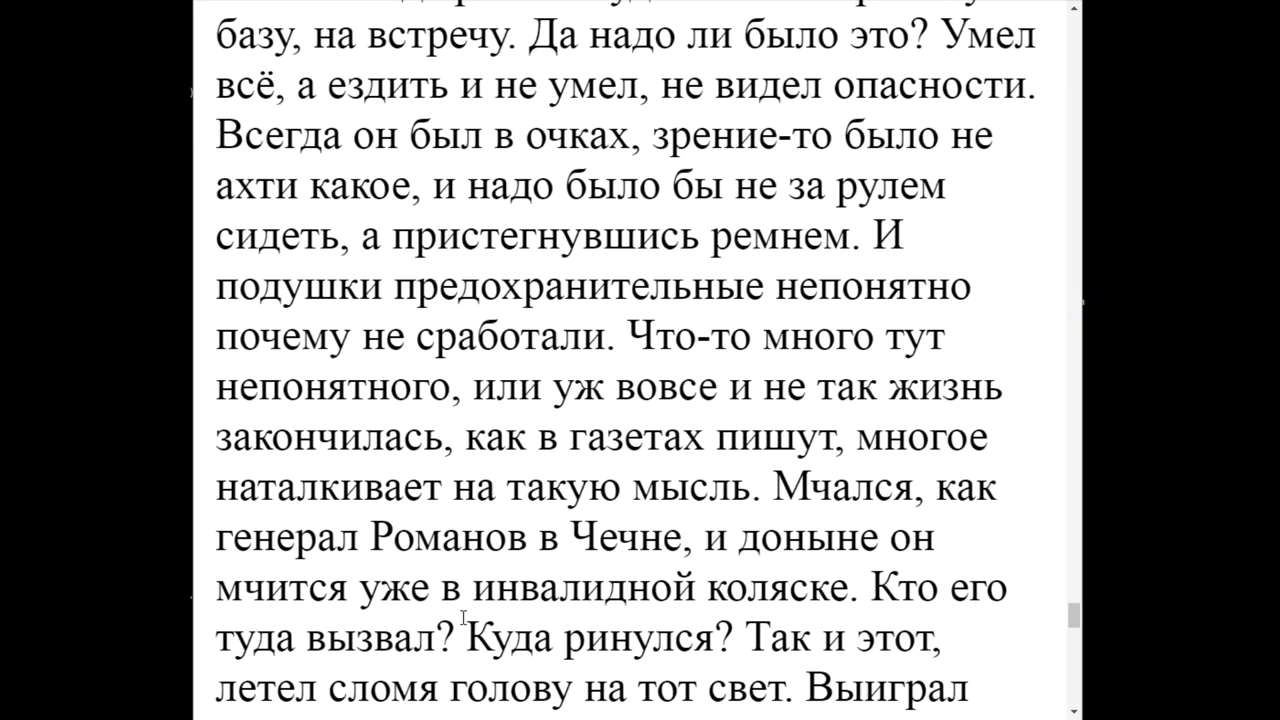 базу, на встречу. Да надо ли было это? Умел
всё, а ездить и не умел, не видел опасности.
Всегда он был в очках, зрение-то было не
ахти какое, и надо было бы не за рулем
сидеть, а пристегнувшись ремнем. И
подушки предохранительные непонятно
почему не сработали. Что-то много тут
непонятного, или уж вовсе и не так жизнь
закончилась, как в газетах пишут, многое
наталкивает на такую мысль. Мчался, как
генерал Романов в Чечне, и доныне он
мчится уже в инвалидной коляске. Кто его
туда вызвал? Куда ринулся? Так и этот,
летел сломя голову на тот свет. Выиграл